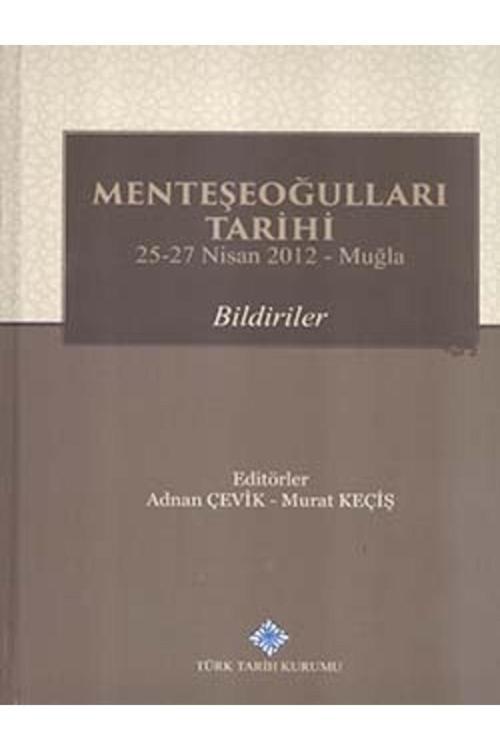 MENTEŞEOĞULLARI
TARİHİ
25-27 Nisan 2012 - Muğla
Bildiriler
Editörler
Adnan ÇEVİK - Murat KEÇİŞ
TÜRK TARİH KURUMU